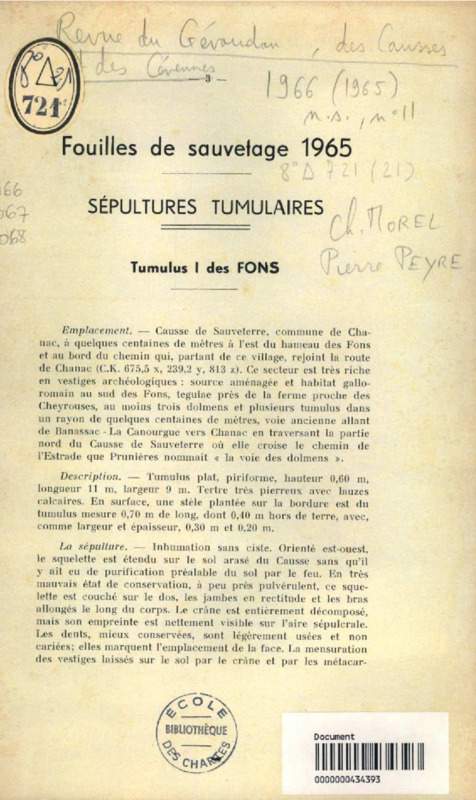 Revue du Gévaudan, des Causses
et des Cévennes
— 3 —
8° Δ 21
721
1966 (1965)
n.s., n° 11
Fouilles de sauvetage 1965
8° Δ 721 (21)
SÉPULTURES TUMULAIRES
66
067
068
Ch. MOREL
Pierre PEYRE
Tumulus I des FONS
Emplacement. — Causse de Sauveterre, commune de Cha-
nac, à quelques centaines de mètres à l'est du hameau des Fons
et au bord du chemin qui, partant de ce village, rejoint la route
de Chanac (C.K. 675,5 x, 239,2 y, 813 z). Ce secteur est très riche
en vestiges archéologiques : source aménagée et habitat gallo-
romain au sud des Fons, tegulae près de la ferme proche des
Cheyrouses, au moins trois dolmens et plusieurs tumulus dans
un rayon de quelques centaines de mètres, voie ancienne allant
de Banassac - La Canourgue vers Chanac en traversant la partie
nord du Causse de Sauveterre où elle croise le chemin de
l'Estrade que Prunières nommait « la voie des dolmens ».
Description. — Tumulus plat, piriforme, hauteur 0,60 m,
longueur 11 m, largeur 9 m. Tertre très pierreux avec lauzes
calcaires. En surface, une stèle plantée sur la bordure est du
tumulus mesure 0,70 m de long, dont 0,40 m hors de terre, avec,
comme largeur et épaisseur, 0,30 m et 0,20 m.
La sépulture. — Inhumation sans ciste. Orienté est-ouest,
le squelette est étendu sur le sol arasé du Causse sans qu'il
y ait eu de purification préalable du sol par le feu. En très
mauvais état de conservation, à peu près pulvérulent, ce sque-
lette est couché sur le dos, les jambes en rectitude et les bras
allongés le long du corps. Le crâne est entièrement décomposé,
mais son empreinte est nettement visible sur l'aire sépulcrale.
Les dents, mieux conservées, sont légèrement usées et non
cariées; elles marquent l'emplacement de la face. La mensuration
des vestiges laissés sur le sol par le crâne et par les métacar-
ECOLE
BIBLIOTHÈQUE
DES CHARTES
Document
0000000434393